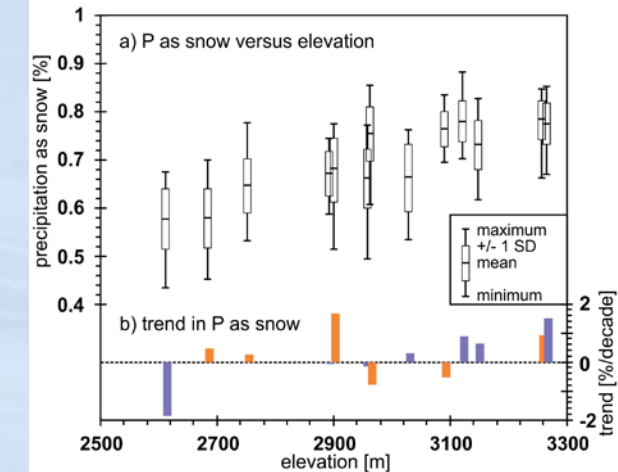 a) P as snow versus elevation
precipitation as snow [%]
1
0.9
0.8
0.7
0.6
0.5
0.4
maximum
+/- 1 SD
mean
minimum
b) trend in P as snow
2
0
-2
trend [%/decade]
2500 2700 2900 3100 3300
elevation [m]